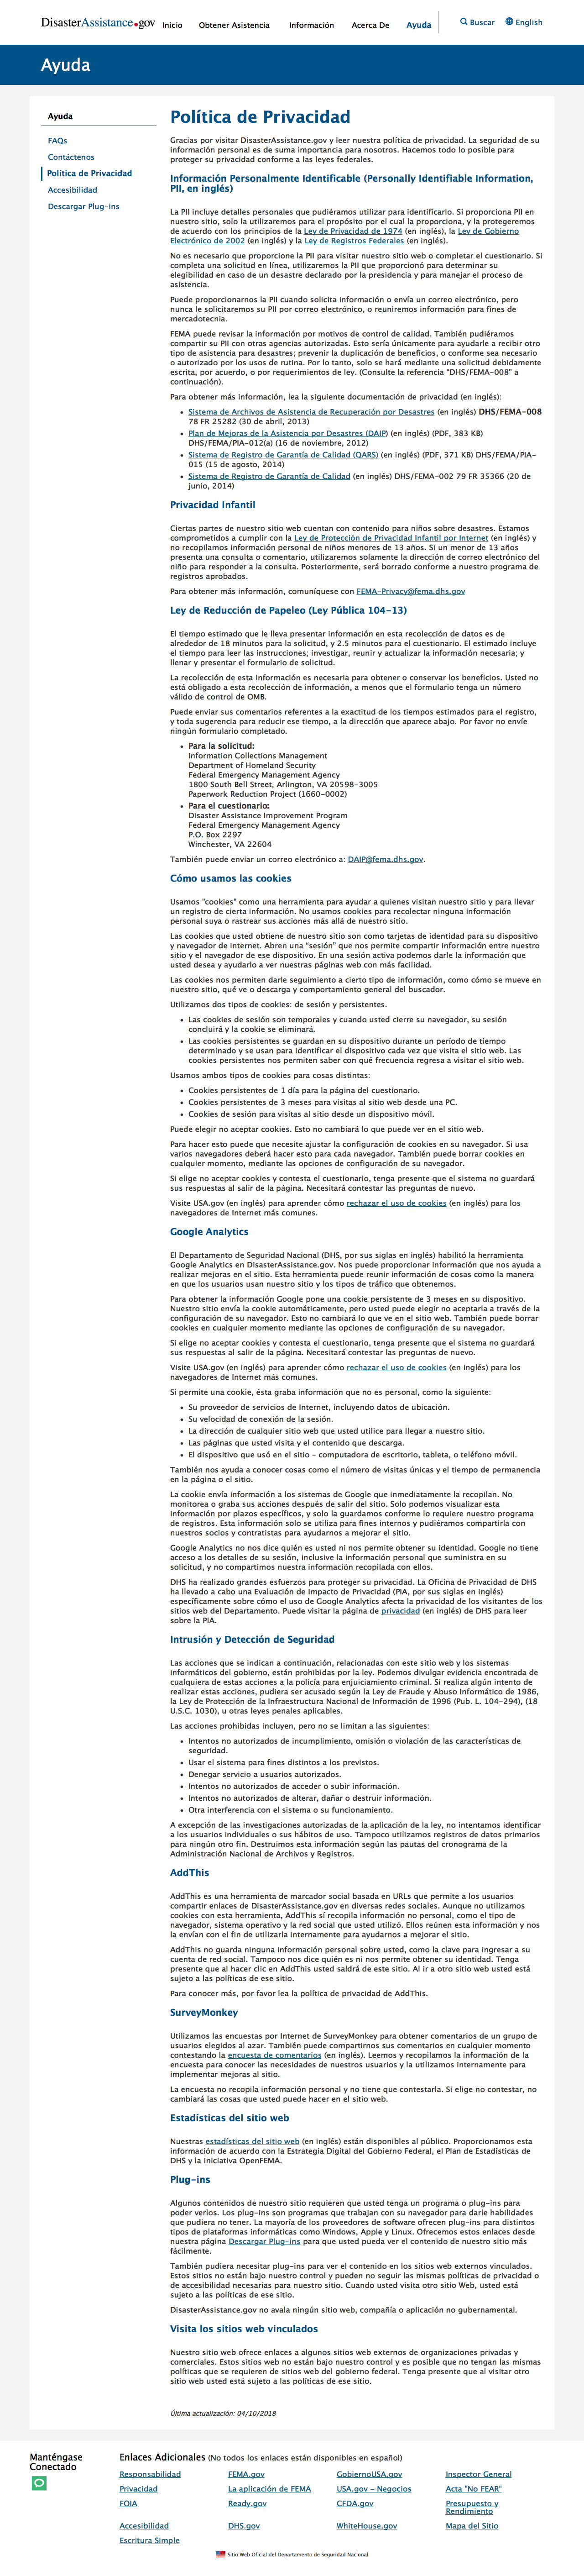 DisasterAssistance.gov
Inicio
Obtener Asistencia
Información
Acerca De
Ayuda
Buscar
English
Ayuda
Ayuda
FAQs
Contáctenos
Política de Privacidad
Accesibilidad
Descargar Plug-ins
Política de Privacidad
Gracias por visitar DisasterAssistance.gov y leer nuestra política de privacidad. La seguridad de su
información personal es de suma importancia para nosotros. Hacemos todo lo posible para
proteger su privacidad conforme a las leyes federales.
Información Personalmente Identificable (Personally Identifiable Information,
PII, en inglés)
La PII incluye detalles personales que pudiéramos utilizar para identificarlo. Si proporciona PII en
nuestro sitio, solo la utilizaremos para el propósito por el cual la proporciona, y la protegeremos
de acuerdo con los principios de la Ley de Privacidad de 1974 (en inglés), la Ley de Gobierno
Electrónico de 2002 (en inglés) y la Ley de Registros Federales (en inglés).
No es necesario que proporcione la PII para visitar nuestro sitio web o completar el cuestionario. Si
completa una solicitud en línea, utilizaremos la PII que proporcionó para determinar su
elegibilidad en caso de un desastre declarado por la presidencia y para manejar el proceso de
asistencia.
Puede proporcionarnos la PII cuando solicita información o envía un correo electrónico, pero
nunca le solicitaremos su PII por correo electrónico, o reuniremos información para fines de
mercadotecnia.
FEMA puede revisar la información por motivos de control de calidad. También pudiéramos
compartir su PII con otras agencias autorizadas. Esto sería únicamente para ayudarle a recibir otro
tipo de asistencia para desastres; prevenir la duplicación de beneficios, o conforme sea necesario
o autorizado por los usos de rutina. Por lo tanto, solo se hará mediante una solicitud debidamente
escrita, por acuerdo, o por requerimientos de ley. (Consulte la referencia “DHS/FEMA-008” a
continuación).
Para obtener más información, lea la siguiente documentación de privacidad (en inglés):
• Sistema de Archivos de Asistencia de Recuperación por Desastres (en inglés) DHS/FEMA-008
78 FR 25282 (30 de abril, 2013)
• Plan de Mejoras de la Asistencia por Desastres (DAIP) (en inglés) (PDF, 383 KB)
DHS/FEMA/PIA-012(a) (16 de noviembre, 2012)
• Sistema de Registro de Garantía de Calidad (QARS) (en inglés) (PDF, 371 KB) DHS/FEMA/PIA-
015 (15 de agosto, 2014)
• Sistema de Registro de Garantía de Calidad (en inglés) DHS/FEMA-002 79 FR 35366 (20 de
junio, 2014)
Privacidad Infantil
Ciertas partes de nuestro sitio web cuentan con contenido para niños sobre desastres. Estamos
comprometidos a cumplir con la Ley de Protección de Privacidad Infantil por Internet (en inglés) y
no recopilamos información personal de niños menores de 13 años. Si un menor de 13 años
presenta una consulta o comentario, utilizaremos solamente la dirección de correo electrónico del
niño para responder a la consulta. Posteriormente, será borrado conforme a nuestro programa de
registros aprobados.
Para obtener más información, comuníquese con FEMA-Privacy@fema.dhs.gov
Ley de Reducción de Papeleo (Ley Pública 104-13)
El tiempo estimado que le lleva presentar información en esta recolección de datos es de
alrededor de 18 minutos para la solicitud, y 2.5 minutos para el cuestionario. El estimado incluye
el tiempo para leer las instrucciones; investigar, reunir y actualizar la información necesaria; y
llenar y presentar el formulario de solicitud.
La recolección de esta información es necesaria para obtener o conservar los beneficios. Usted no
está obligado a esta recolección de información, a menos que el formulario tenga un número
válido de control de OMB.
Puede enviar sus comentarios referentes a la exactitud de los tiempos estimados para el registro,
y toda sugerencia para reducir ese tiempo, a la dirección que aparece abajo. Por favor no envíe
ningún formulario completado.
• Para la solicitud:
Information Collections Management
Department of Homeland Security
Federal Emergency Management Agency
1800 South Bell Street, Arlington, VA 20598-3005
Paperwork Reduction Project (1660-0002)
• Para el cuestionario:
Disaster Assistance Improvement Program
Federal Emergency Management Agency
P.O. Box 2297
Winchester, VA 22604
También puede enviar un correo electrónico a: DAIP@fema.dhs.gov.
Cómo usamos las cookies
Usamos "cookies" como una herramienta para ayudar a quienes visitan nuestro sitio y para llevar
un registro de cierta información. No usamos cookies para recolectar ninguna información
personal suya o rastrear sus acciones más allá de nuestro sitio.
Las cookies que usted obtiene de nuestro sitio son como tarjetas de identidad para su dispositivo
y navegador de internet. Abren una “sesión” que nos permite compartir información entre nuestro
sitio y el navegador de ese dispositivo. En una sesión activa podemos darle la información que
usted desea y ayudarlo a ver nuestras páginas web con más facilidad.
Las cookies nos permiten darle seguimiento a cierto tipo de información, como cómo se mueve en
nuestro sitio, qué ve o descarga y comportamiento general del buscador.
Utilizamos dos tipos de cookies: de sesión y persistentes.
• Las cookies de sesión son temporales y cuando usted cierre su navegador, su sesión
concluirá y la cookie se eliminará.
• Las cookies persistentes se guardan en su dispositivo durante un período de tiempo
determinado y se usan para identificar el dispositivo cada vez que visita el sitio web. Las
cookies persistentes nos permiten saber con qué frecuencia regresa a visitar el sitio web.
Usamos ambos tipos de cookies para cosas distintas:
• Cookies persistentes de 1 día para la página del cuestionario.
• Cookies persistentes de 3 meses para visitas al sitio web desde una PC.
• Cookies de sesión para visitas al sitio desde un dispositivo móvil.
Puede elegir no aceptar cookies. Esto no cambiará lo que puede ver en el sitio web.
Para hacer esto puede que necesite ajustar la configuración de cookies en su navegador. Si usa
varios navegadores deberá hacer esto para cada navegador. También puede borrar cookies en
cualquier momento, mediante las opciones de configuración de su navegador.
Si elige no aceptar cookies y contesta el cuestionario, tenga presente que el sistema no guardará
sus respuestas al salir de la página. Necesitará contestar las preguntas de nuevo.
Visite USA.gov (en inglés) para aprender cómo rechazar el uso de cookies (en inglés) para los
navegadores de Internet más comunes.
Google Analytics
El Departamento de Seguridad Nacional (DHS, por sus siglas en inglés) habilitó la herramienta
Google Analytics en DisasterAssistance.gov. Nos puede proporcionar información que nos ayuda a
realizar mejoras en el sitio. Esta herramienta puede reunir información de cosas como la manera
en que los usuarios usan nuestro sitio y los tipos de tráfico que obtenemos.
Para obtener la información Google pone una cookie persistente de 3 meses en su dispositivo.
Nuestro sitio envía la cookie automáticamente, pero usted puede elegir no aceptarla a través de la
configuración de su navegador. Esto no cambiará lo que ve en el sitio web. También puede borrar
cookies en cualquier momento mediante las opciones de configuración de su navegador.
Si elige no aceptar cookies y contesta el cuestionario, tenga presente que el sistema no guardará
sus respuestas al salir de la página. Necesitará contestar las preguntas de nuevo.
Visite USA.gov (en inglés) para aprender cómo rechazar el uso de cookies (en inglés) para los
navegadores de Internet más comunes.
Si permite una cookie, ésta graba información que no es personal, como la siguiente:
• Su proveedor de servicios de Internet, incluyendo datos de ubicación.
• Su velocidad de conexión de la sesión.
• La dirección de cualquier sitio web que usted utilice para llegar a nuestro sitio.
• Las páginas que usted visita y el contenido que descarga.
• El dispositivo que usó en el sitio - computadora de escritorio, tableta, o teléfono móvil.
También nos ayuda a conocer cosas como el número de visitas únicas y el tiempo de permanencia
en la página o el sitio.
La cookie envía información a los sistemas de Google que inmediatamente la recopilan. No
monitorea o graba sus acciones después de salir del sitio. Solo podemos visualizar esta
información por plazos específicos, y solo la guardamos conforme lo requiere nuestro programa
de registros. Esta información solo se utiliza para fines internos y pudiéramos compartirla con
nuestros socios y contratistas para ayudarnos a mejorar el sitio.
Google Analytics no nos dice quién es usted ni nos permite obtener su identidad. Google no tiene
acceso a los detalles de su sesión, inclusive la información personal que suministra en su
solicitud, y no compartimos nuestra información recopilada con ellos.
DHS ha realizado grandes esfuerzos para proteger su privacidad. La Oficina de Privacidad de DHS
ha llevado a cabo una Evaluación de Impacto de Privacidad (PIA, por sus siglas en inglés)
específicamente sobre cómo el uso de Google Analytics afecta la privacidad de los visitantes de los
sitios web del Departamento. Puede visitar la página de privacidad (en inglés) de DHS para leer
sobre la PIA.
Intrusión y Detección de Seguridad
Las acciones que se indican a continuación, relacionadas con este sitio web y los sistemas
informáticos del gobierno, están prohibidas por la ley. Podemos divulgar evidencia encontrada de
cualquiera de estas acciones a la policía para enjuiciamiento criminal. Si realiza algún intento de
realizar estas acciones, pudiera ser acusado según la Ley de Fraude y Abuso Informático de 1986,
la Ley de Protección de la Infraestructura Nacional de Información de 1996 (Pub. L. 104-294), (18
U.S.C. 1030), u otras leyes penales aplicables.
Las acciones prohibidas incluyen, pero no se limitan a las siguientes:
• Intentos no autorizados de incumplimiento, omisión o violación de las características de
seguridad.
• Usar el sistema para fines distintos a los previstos.
• Denegar servicio a usuarios autorizados.
• Intentos no autorizados de acceder o subir información.
• Intentos no autorizados de alterar, dañar o destruir información.
• Otra interferencia con el sistema o su funcionamiento.
A excepción de las investigaciones autorizadas de la aplicación de la ley, no intentamos identificar
a los usuarios individuales o sus hábitos de uso. Tampoco utilizamos registros de datos primarios
para ningún otro fin. Destruimos esta información según las pautas del cronograma de la
Administración Nacional de Archivos y Registros.
AddThis
AddThis es una herramienta de marcador social basada en URLs que permite a los usuarios
compartir enlaces de DisasterAssistance.gov en diversas redes sociales. Aunque no utilizamos
cookies con esta herramienta, AddThis sí recopila información no personal, como el tipo de
navegador, sistema operativo y la red social que usted utilizó. Ellos reúnen esta información y nos
la envían con el fin de utilizarla internamente para ayudarnos a mejorar el sitio.
AddThis no guarda ninguna información personal sobre usted, como la clave para ingresar a su
cuenta de red social. Tampoco nos dice quién es ni nos permite obtener su identidad. Tenga
presente que al hacer clic en AddThis usted saldrá de este sitio. Al ir a otro sitio web usted está
sujeto a las políticas de ese sitio.
Para conocer más, por favor lea la política de privacidad de AddThis.
SurveyMonkey
Utilizamos las encuestas por Internet de SurveyMonkey para obtener comentarios de un grupo de
usuarios elegidos al azar. También puede compartirnos sus comentarios en cualquier momento
contestando la encuesta de comentarios (en inglés). Leemos y recopilamos la información de la
encuesta para conocer las necesidades de nuestros usuarios y la utilizamos internamente para
implementar mejoras al sitio.
La encuesta no recopila información personal y no tiene que contestarla. Si elige no contestar, no
cambiará las cosas que usted puede hacer en el sitio web.
Estadísticas del sitio web
Nuestras estadísticas del sitio web (en inglés) están disponibles al público. Proporcionamos esta
información de acuerdo con la Estrategia Digital del Gobierno Federal, el Plan de Estadísticas de
DHS y la iniciativa OpenFEMA.
Plug-ins
Algunos contenidos de nuestro sitio requieren que usted tenga un programa o plug-ins para
poder verlos. Los plug-ins son programas que trabajan con su navegador para darle habilidades
que pudiera no tener. La mayoría de los proveedores de software ofrecen plug-ins para distintos
tipos de plataformas informáticas como Windows, Apple y Linux. Ofrecemos estos enlaces desde
nuestra página Descargar Plug-ins para que usted pueda ver el contenido de nuestro sitio más
fácilmente.
También pudiera necesitar plug-ins para ver el contenido en los sitios web externos vinculados.
Estos sitios no están bajo nuestro control y pueden no seguir las mismas políticas de privacidad o
de accesibilidad necesarias para nuestro sitio. Cuando usted visita otro sitio Web, usted está
sujeto a las políticas de ese sitio.
DisasterAssistance.gov no avala ningún sitio web, compañía o aplicación no gubernamental.
Visita los sitios web vinculados
Nuestro sitio web ofrece enlaces a algunos sitios web externos de organizaciones privadas y
comerciales. Estos sitios web no están bajo nuestro control y es posible que no tengan las mismas
políticas que se requieren de sitios web del gobierno federal. Tenga presente que al visitar otro
sitio web usted está sujeto a las políticas de ese sitio.
Última actualización: 04/10/2018
Manténgase
Conectado
Enlaces Adicionales (No todos los enlaces están disponibles en español)
Responsabilidad
FEMA.gov
GobiernoUSA.gov
Inspector General
Privacidad
La aplicación de FEMA
USA.gov - Negocios
Acta "No FEAR"
FOIA
Ready.gov
CFDA.gov
Presupuesto y
Rendimiento
Accesibilidad
DHS.gov
WhiteHouse.gov
Mapa del Sitio
Escritura Simple
Sitio Web Oficial del Departamento de Seguridad Nacional